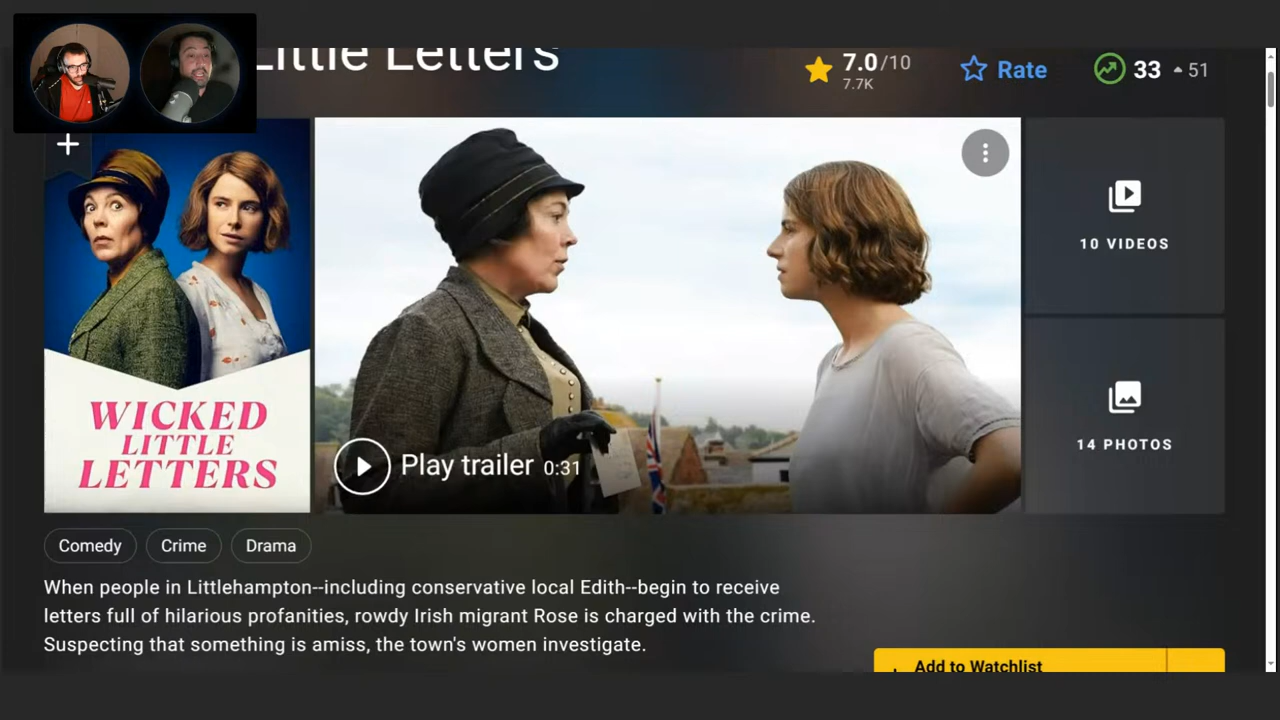 Little Letters
7.0/10
7.7K
Rate
33
51
10 VIDEOS
14 PHOTOS
WICKED
LITTLE
LETTERS
Play trailer 0:31
Comedy
Crime
Drama
When people in Littlehampton--including conservative local Edith--begin to receive
letters full of hilarious profanities, rowdy Irish migrant Rose is charged with the crime.
Suspecting that something is amiss, the town's women investigate.
Add to Watchlist